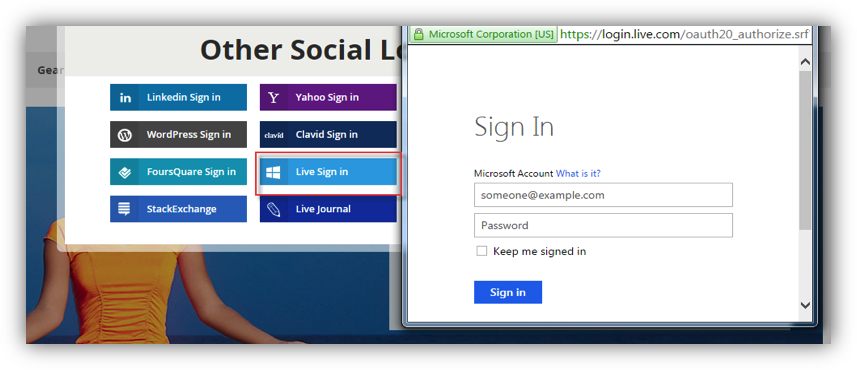 Gear
Other Social Lo
in Linkedin Sign in
Y Yahoo Sign in
WordPress Sign in
clavid Clavid Sign in
FoursQuare Sign in
Live Sign in
StackExchange
Live Journal
Microsoft Corporation [US] https://login.live.com/oauth20_authorize.srf
Sign In
Microsoft Account What is it?
someone@example.com
Password
Keep me signed in
Sign in